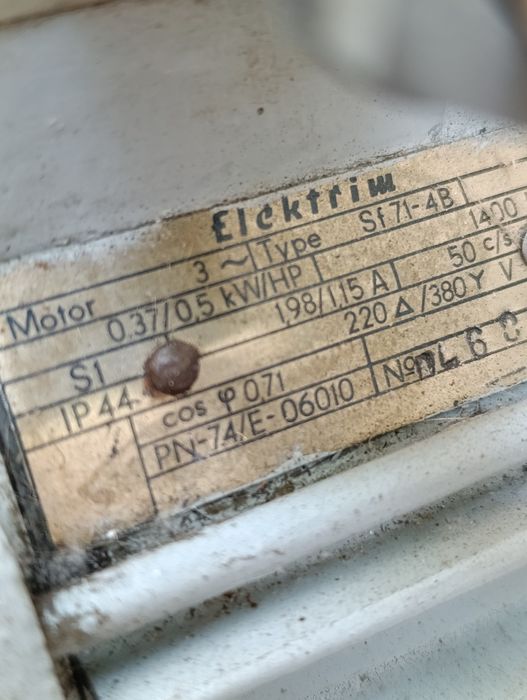 Elektrim
Motor 3 ~ Type Sf 71-4B
0.37/0,5 kW/HP 1400
S1 1,98/1,15 A 50 c/s
IP 44 220 Δ/380 Y V
cos φ 0,71
PN-74/E-06010 Nº